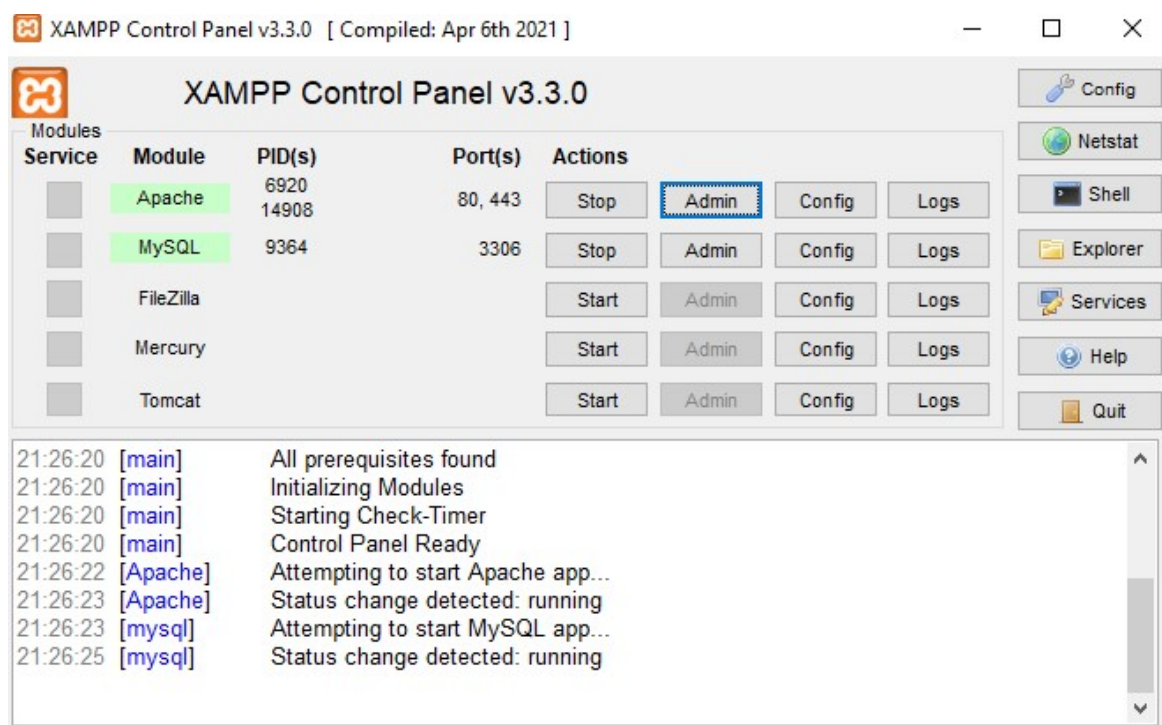 XAMPP Control Panel v3.3.0 [ Compiled: Apr 6th 2021 ]
XAMPP Control Panel v3.3.0
Config
Modules
Service Module PID(s) Port(s) Actions
Netstat
Apache 6920 14908 80, 443 Stop Admin Config Logs
Shell
MySQL 9364 3306 Stop Admin Config Logs
Explorer
FileZilla Start Admin Config Logs
Services
Mercury Start Admin Config Logs
Help
Tomcat Start Admin Config Logs
Quit
21:26:20 [main] All prerequisites found
21:26:20 [main] Initializing Modules
21:26:20 [main] Starting Check-Timer
21:26:20 [main] Control Panel Ready
21:26:22 [Apache] Attempting to start Apache app...
21:26:23 [Apache] Status change detected: running
21:26:23 [mysql] Attempting to start MySQL app...
21:26:25 [mysql] Status change detected: running